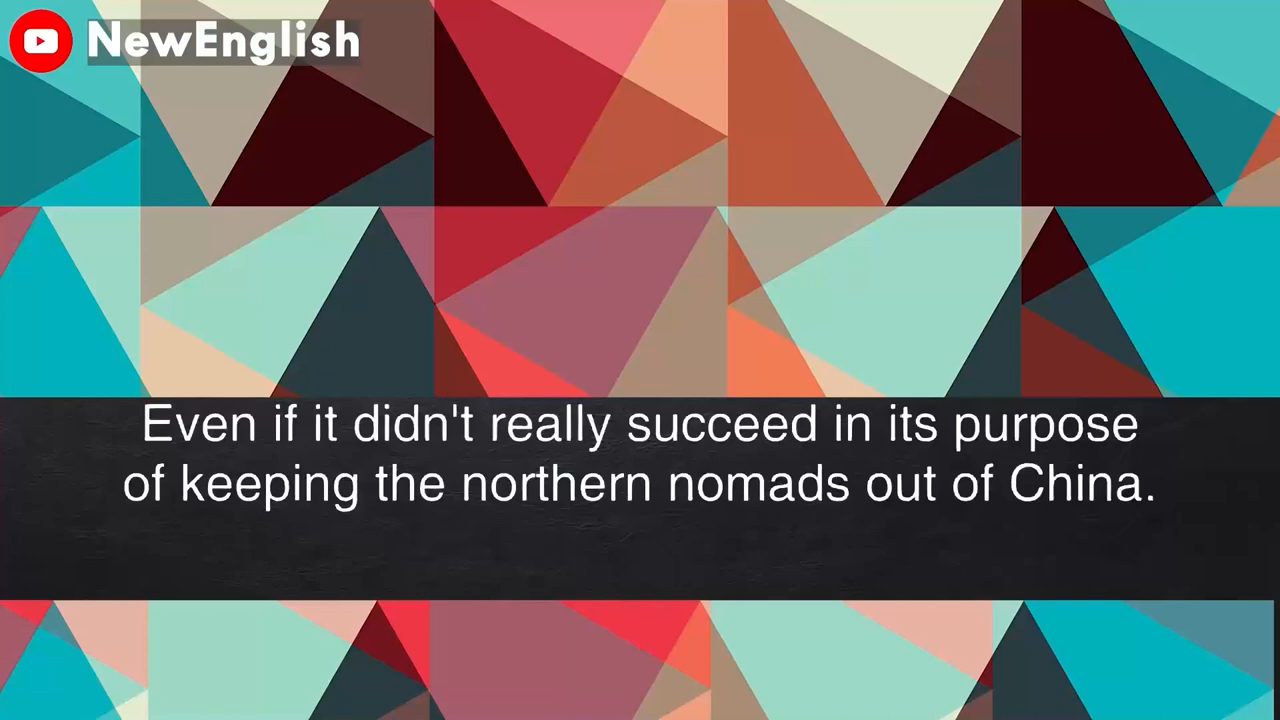 NewEnglish
Even if it didn't really succeed in its purpose
of keeping the northern nomads out of China.